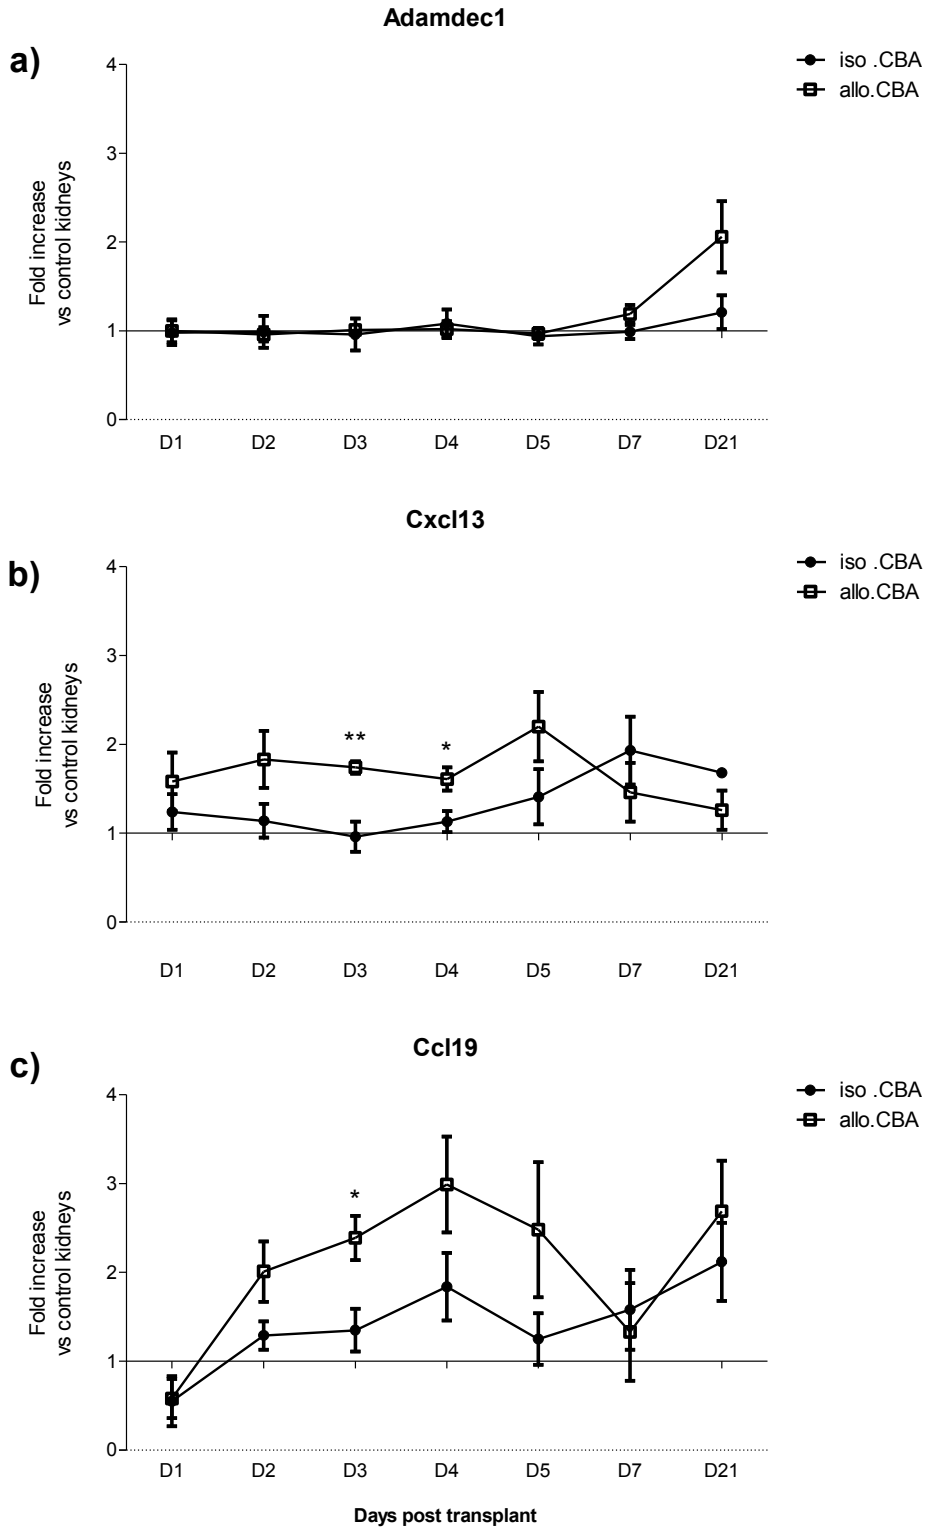 Adamdec1
a)
iso .CBA
allo.CBA
Fold increase
vs control kidneys
4
3
2
1
0
D1 D2 D3 D4 D5 D7 D21
Cxcl13
b)
iso .CBA
allo.CBA
Fold increase
vs control kidneys
4
3
2
1
0
** *
D1 D2 D3 D4 D5 D7 D21
Ccl19
c)
iso .CBA
allo.CBA
Fold increase
vs control kidneys
4
3
2
1
0
*
D1 D2 D3 D4 D5 D7 D21
Days post transplant